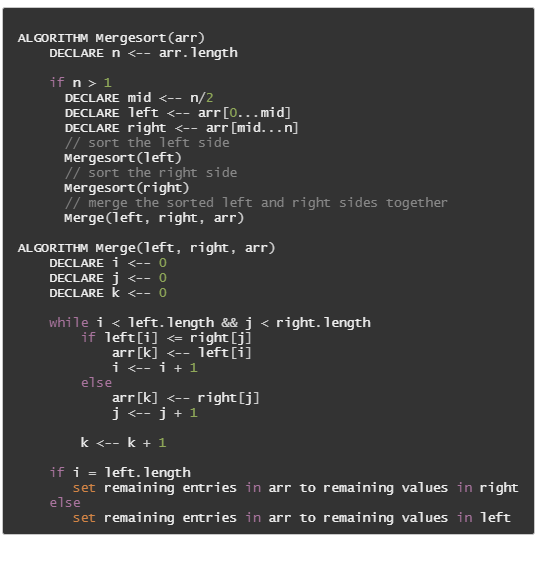 ALGORITHM Mergesort(arr)
    DECLARE n <-- arr.length

    if n > 1
      DECLARE mid <-- n/2
      DECLARE left <-- arr[0...mid]
      DECLARE right <-- arr[mid...n]
      // sort the left side
      Mergesort(left)
      // sort the right side
      Mergesort(right)
      // merge the sorted left and right sides together
      Merge(left, right, arr)

ALGORITHM Merge(left, right, arr)
    DECLARE i <-- 0
    DECLARE j <-- 0
    DECLARE k <-- 0

    while i < left.length && j < right.length
        if left[i] <= right[j]
            arr[k] <-- left[i]
            i <-- i + 1
        else
            arr[k] <-- right[j]
            j <-- j + 1

        k <-- k + 1

    if i = left.length
       set remaining entries in arr to remaining values in right
    else
       set remaining entries in arr to remaining values in left